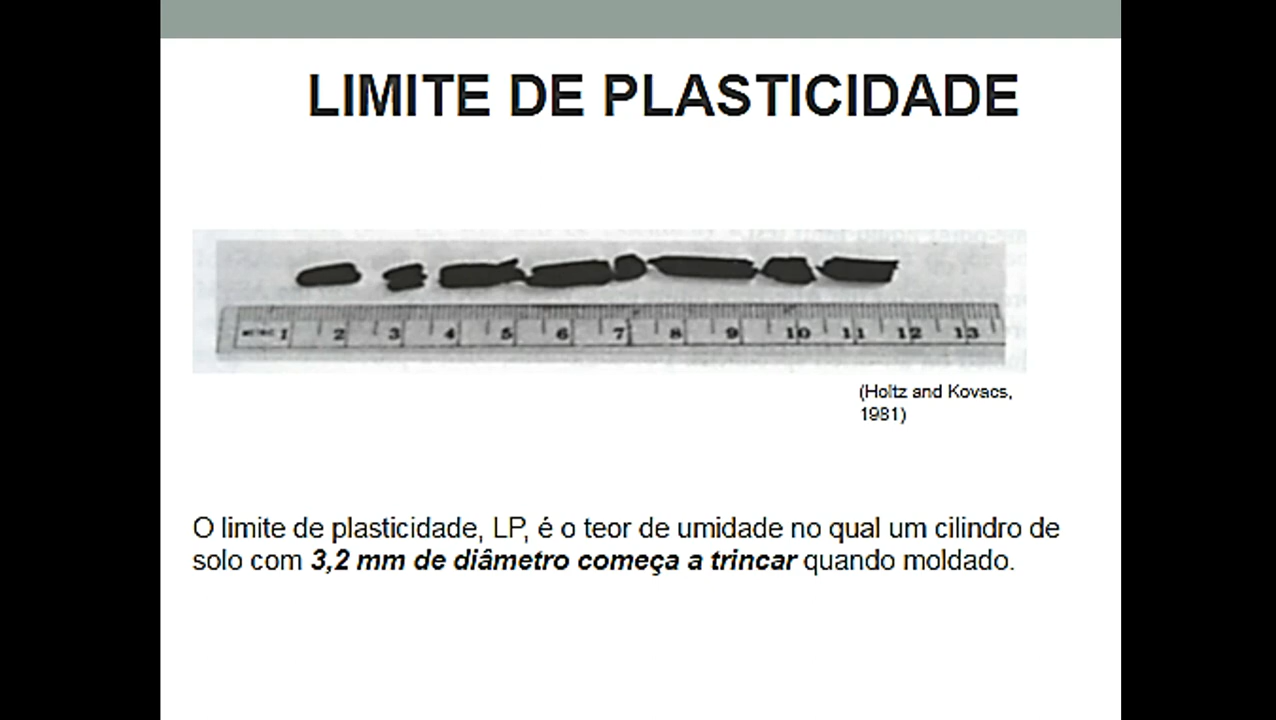 LIMITE DE PLASTICIDADE
1 2 3 4 5 6 7 8 9 10 11 12 13
(Holtz and Kovacs,
1981)
O limite de plasticidade, LP, é o teor de umidade no qual um cilindro de
solo com 3,2 mm de diâmetro começa a trincar quando moldado.